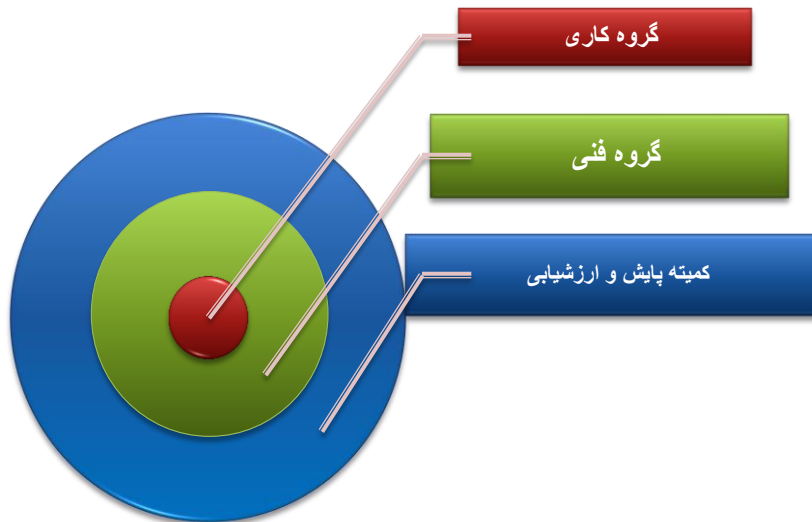 گروه کاری
گروه فنی
کمیته پایش و ارزشیابی